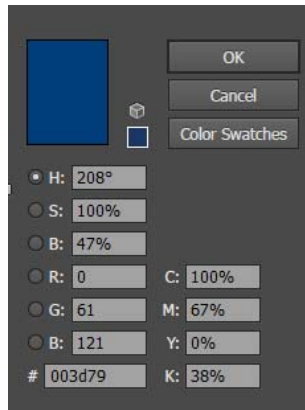 OK
Cancel
Color Swatches
H: 208°
S: 100%
B: 47%
R: 0 C: 100%
G: 61 M: 67%
B: 121 Y: 0%
# 003d79 K: 38%